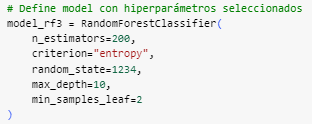 # Define model con hiperparámetros seleccionados
model_rf3 = RandomForestClassifier(
    n_estimators=200,
    criterion="entropy",
    random_state=1234,
    max_depth=10,
    min_samples_leaf=2
)